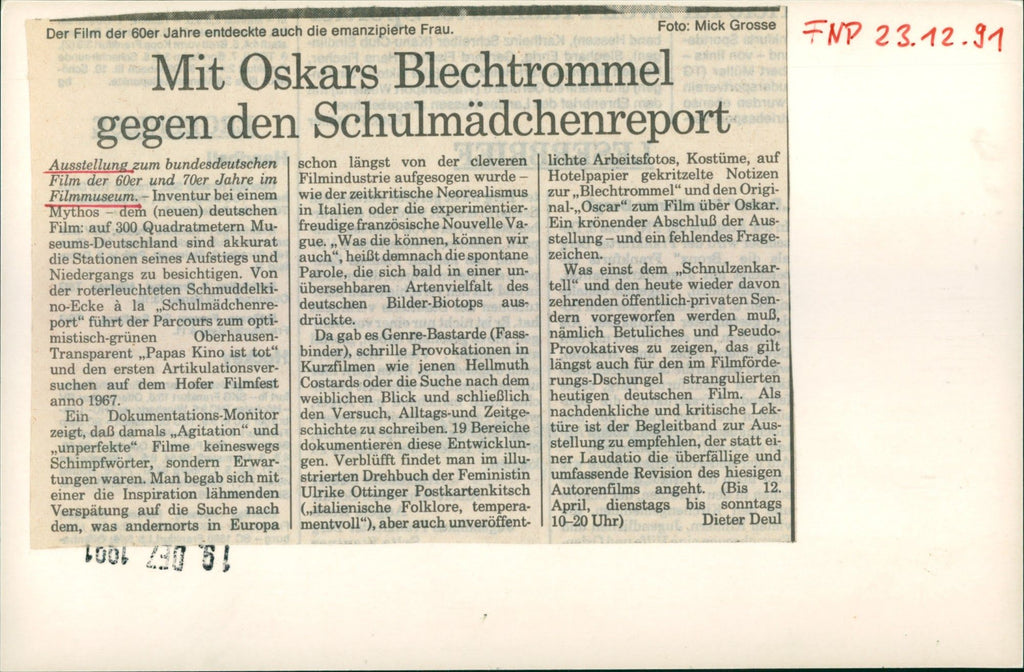 Der Film der 60er Jahre entdeckte auch die emanzipierte Frau.
Foto: Mick Grosse
FNP 23.12.91
Mit Oskars Blechtrommel
gegen den Schulmädchenreport
Ausstellung zum bundesdeutschen
Film der 60er und 70er Jahre im
Filmmuseum. – Inventur bei einem
Mythos – dem (neuen) deutschen
Film: auf 300 Quadratmetern Mu-
seums-Deutschland sind akkurat
die Stationen seines Aufstiegs und
Niedergangs zu besichtigen. Von
der roterleuchteten Schmuddelki-
no-Ecke à la „Schulmädchenre-
port“ führt der Parcours zum opti-
mistisch-grünen Oberhausen-
Transparent „Papas Kino ist tot“
und den ersten Artikulationsver-
suchen auf dem Hofer Filmfest
anno 1967.
Ein Dokumentations-Monitor
zeigt, daß damals „Agitation“ und
„unperfekte“ Filme keineswegs
Schimpfwörter, sondern Erwar-
tungen waren. Man begab sich mit
einer die Inspiration lähmenden
Verspätung auf die Suche nach
dem, was andernorts in Europa
schon längst von der cleveren
Filmindustrie aufgesogen wurde –
wie der zeitkritische Neorealismus
in Italien oder die experimentier-
freudige französische Nouvelle Va-
gue. „Was die können, können wir
auch“, heißt demnach die spontane
Parole, die sich bald in einer un-
übersehbaren Artenvielfalt des
deutschen Bilder-Biotops aus-
drückte.
Da gab es Genre-Bastarde (Fass-
binder), schrille Provokationen in
Kurzfilmen wie jenen Hellmuth
Costards oder die Suche nach dem
weiblichen Blick und schließlich
den Versuch, Alltags-und Zeitge-
schichte zu schreiben. 19 Bereiche
dokumentieren diese Entwicklun-
gen. Verblüfft findet man im illu-
strierten Drehbuch der Feministin
Ulrike Ottinger Postkartenkitsch
(„italienische Folklore, tempera-
mentvoll“), aber auch unveröffent-
lichte Arbeitsfotos, Kostüme, auf
Hotelpapier gekritzelte Notizen
zur „Blechtrommel“ und den Origi-
nal-„Oscar“ zum Film über Oskar.
Ein krönender Abschluß der Aus-
stellung – und ein fehlendes Frage-
zeichen.
Was einst dem „Schnulzenkar-
tell“ und den heute wieder davon
zehrenden öffentlich-privaten Sen-
dern vorgeworfen werden muß,
nämlich Betuliches und Pseudo-
Provokatives zu zeigen, das gilt
längst auch für den im Filmförde-
rungs-Dschungel strangulierten
heutigen deutschen Film. Als
nachdenkliche und kritische Lek-
türe ist der Begleitband zur Aus-
stellung zu empfehlen, der statt ei-
ner Laudatio die überfällige und
umfassende Revision des hiesigen
Autorenfilms angeht. (Bis 12.
April, dienstags bis sonntags
10–20 Uhr) Dieter Deul
19. DEZ 1991